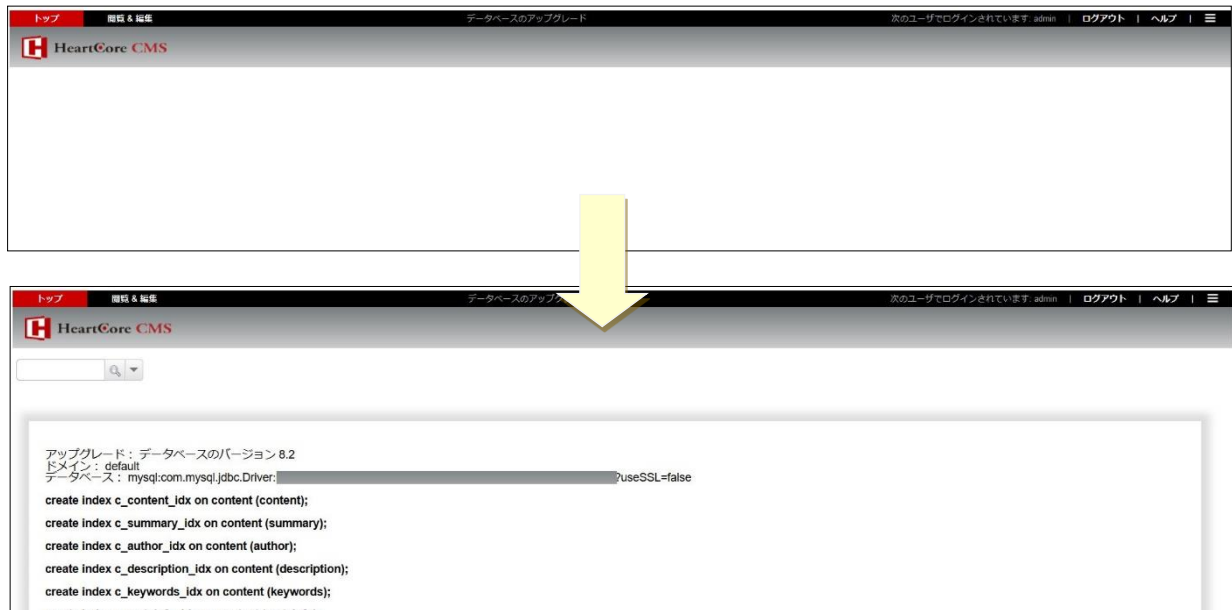 トップ 閲覧 & 編集 データベースのアップグレード 次のユーザでログインされています: admin | ログアウト | ヘルプ | ☰
HeartCore CMS
トップ 閲覧 & 編集 データベースのアップグ 次のユーザでログインされています: admin | ログアウト | ヘルプ | ☰
HeartCore CMS
アップグレード： データベースのバージョン 8.2
ドメイン： default
データベース： mysql:com.mysql.jdbc.Driver: ?useSSL=false
create index c_content_idx on content (content);
create index c_summary_idx on content (summary);
create index c_author_idx on content (author);
create index c_description_idx on content (description);
create index c_keywords_idx on content (keywords);